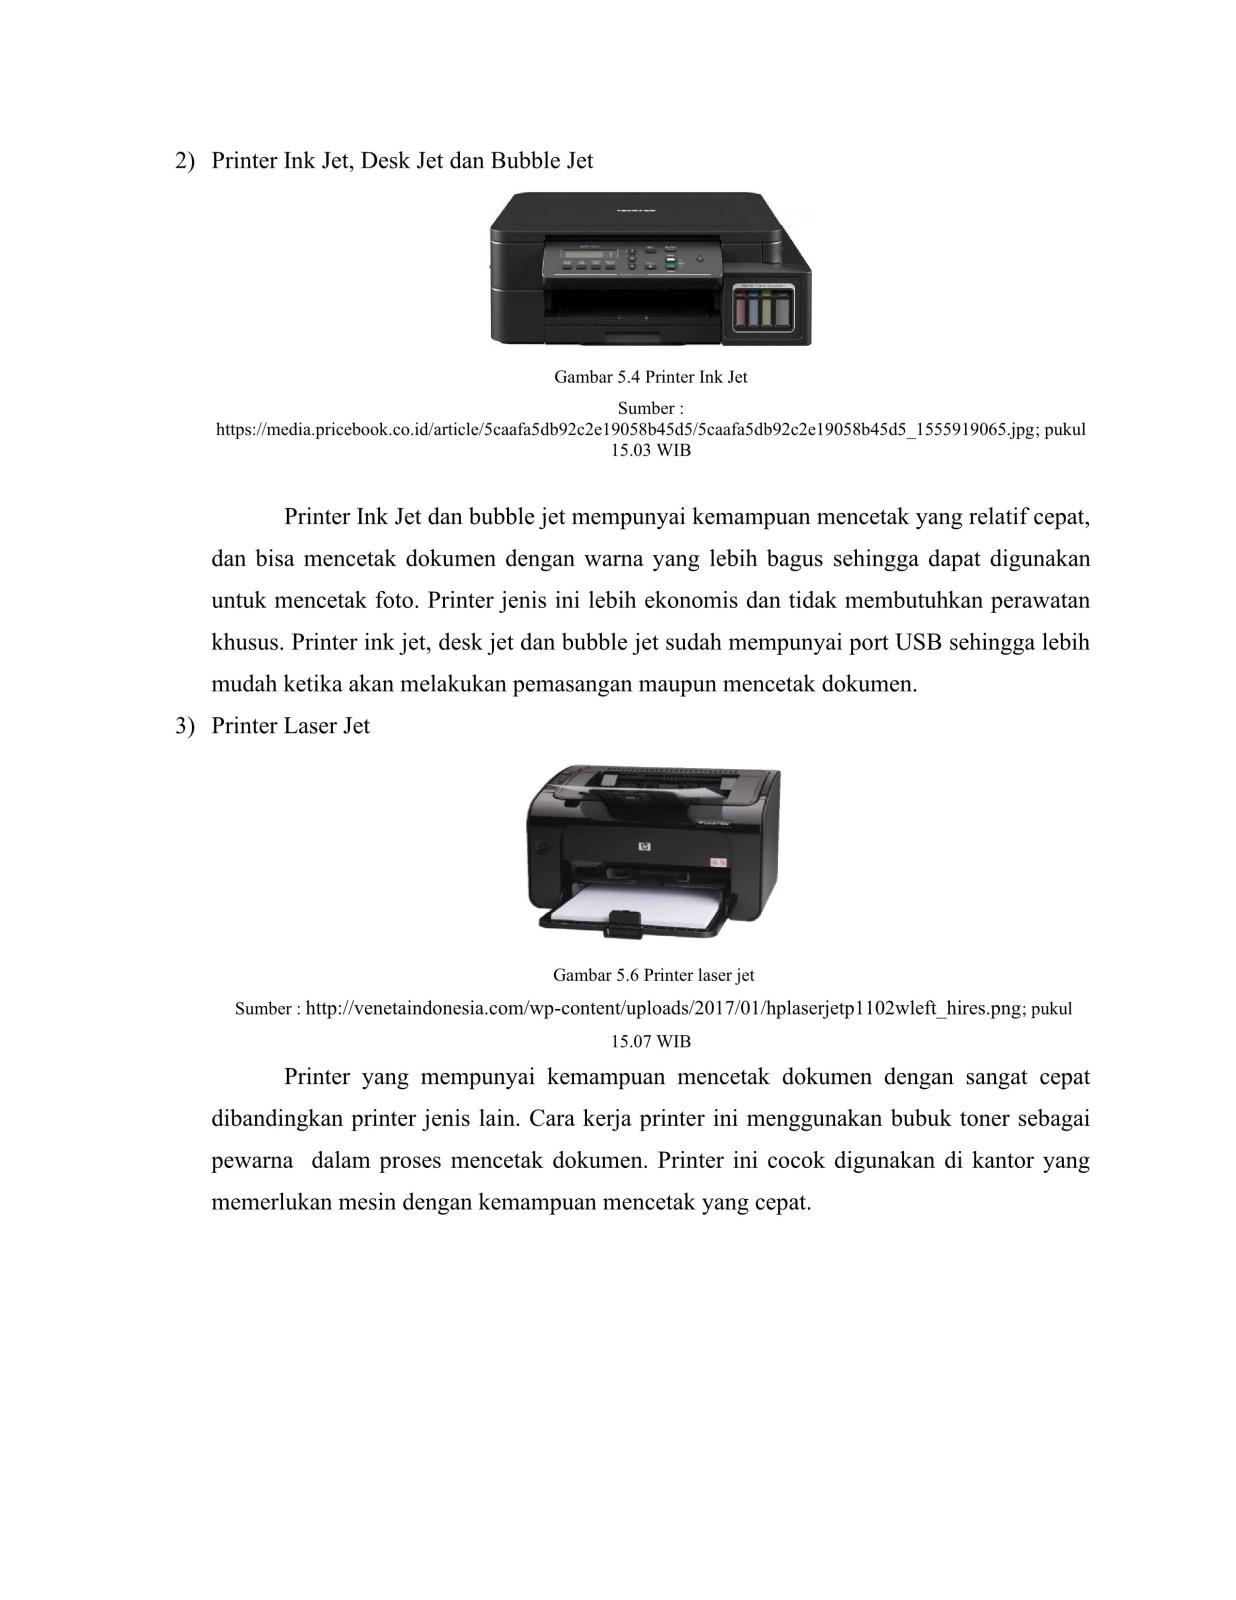 2) Printer Ink Jet, Desk Jet dan Bubble Jet
Gambar 5.4 Printer Ink Jet
Sumber :
https://media.pricebook.co.id/article/5caafa5db92c2e19058b45d5/5caafa5db92c2e19058b45d5_1555919065.jpg; pukul
15.03 WIB
Printer Ink Jet dan bubble jet mempunyai kemampuan mencetak yang relatif cepat,
dan bisa mencetak dokumen dengan warna yang lebih bagus sehingga dapat digunakan
untuk mencetak foto. Printer jenis ini lebih ekonomis dan tidak membutuhkan perawatan
khusus. Printer ink jet, desk jet dan bubble jet sudah mempunyai port USB sehingga lebih
mudah ketika akan melakukan pemasangan maupun mencetak dokumen.
3) Printer Laser Jet
hp
Gambar 5.6 Printer laser jet
Sumber : http://venetaindonesia.com/wp-content/uploads/2017/01/hplaserjetp1102wleft_hires.png; pukul
15.07 WIB
Printer yang mempunyai kemampuan mencetak dokumen dengan sangat cepat
dibandingkan printer jenis lain. Cara kerja printer ini menggunakan bubuk toner sebagai
pewarna  dalam proses mencetak dokumen. Printer ini cocok digunakan di kantor yang
memerlukan mesin dengan kemampuan mencetak yang cepat.